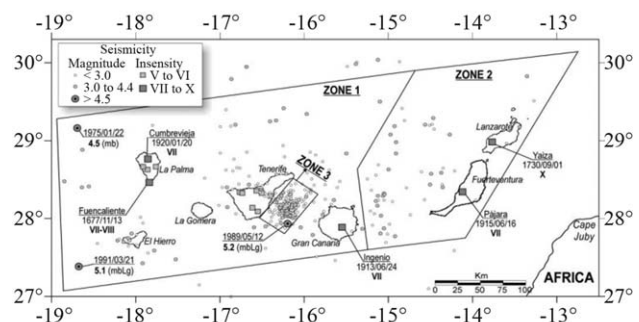 -19 -18 -17 -16 -15 -14 -13
30°
29°
28°
27°
Seismicity
Magnitude Insensity
< 3.0 V to VI
3.0 to 4.4 VII to X
> 4.5
ZONE 1
ZONE 2
ZONE 3
1975/01/22
4.5 (mb)
Cumbrevieja
1920/01/20
VII
La Palma
Fuencaliente
1677/11/13
VII-VIII
La Gomera
El Hierro
1991/03/21
5.1 (mbLg)
Tenerife
1989/05/12
5.2 (mbLg)
Gran Canaria
Ingenio
1913/06/24
VII
Lanzarote
Yaiza
1730/09/01
X
Fuerteventura
Pájara
1915/06/16
VII
Cape
Juby
AFRICA
Km
0 25 50 75 100
30°
29°
28°
27°
-19 -18 -17 -16 -15 -14 -13 -12.5